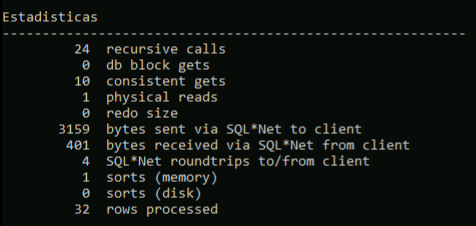 Estadisticas
----------------------------------------------------------
24 recursive calls
0 db block gets
10 consistent gets
1 physical reads
0 redo size
3159 bytes sent via SQL*Net to client
401 bytes received via SQL*Net from client
4 SQL*Net roundtrips to/from client
1 sorts (memory)
0 sorts (disk)
32 rows processed